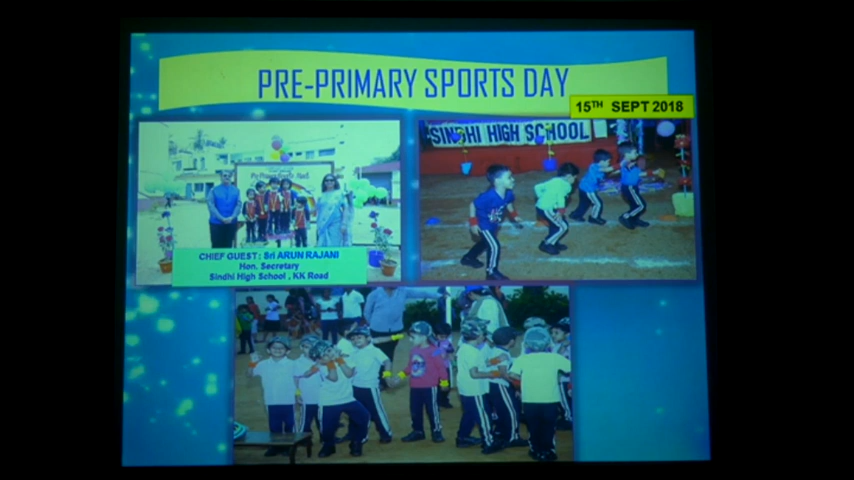 PRE-PRIMARY SPORTS DAY
15TH SEPT 2018
SINDHI HIGH SCHOOL
CHIEF GUEST : Sri ARUN RAJANI
Hon. Secretary
Sindhi High School , KK Road